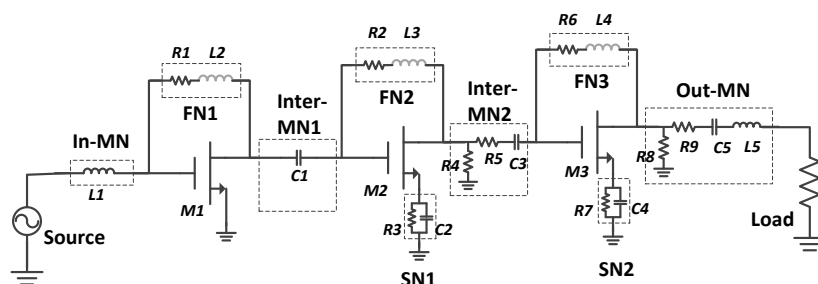 R1 L2
FN1
R2 L3
FN2
R6 L4
FN3
In-MN
L1
Inter-
MN1
C1
Inter-
MN2
R4
R5
C3
Out-MN
R8
R9
C5
L5
M1
M2
M3
R3
C2
SN1
R7
C4
SN2
Source
Load